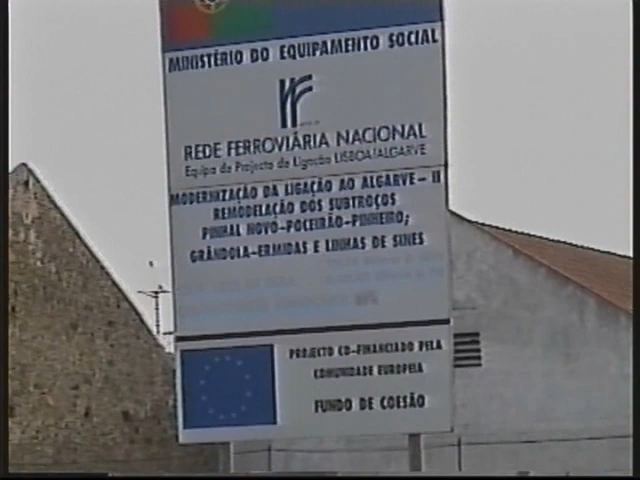 MINISTÉRIO DO EQUIPAMENTO SOCIAL
REDE FERROVIÁRIA NACIONAL
Equipa de Projecto da Ligação LISBOA/ALGARVE
MODERNIZAÇÃO DA LIGAÇÃO AO ALGARVE - II
REMODELAÇÃO DOS SUBTROÇOS
PINHAL NOVO-POCEIRÃO-PINHEIRO;
GRÂNDOLA-ERMIDAS E LINHAS DE SINES
PROJECTO CO-FINANCIADO PELA
COMUNIDADE EUROPEIA
FUNDO DE COESÃO